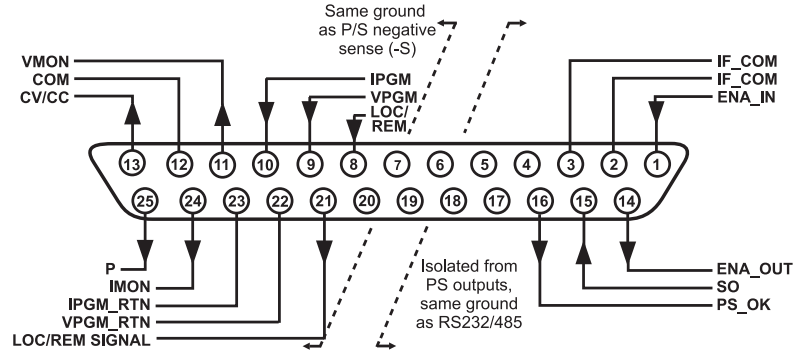 Same ground
as P/S negative
sense (-S)
VMON
COM
CV/CC
IPGM
VPGM
LOC/
REM
IF_COM
IF_COM
ENA_IN
13 12 11 10 9 8 7 6 5 4 3 2 1
25 24 23 22 21 20 19 18 17 16 15 14
P
IMON
IPGM_RTN
VPGM_RTN
LOC/REM SIGNAL
Isolated from
PS outputs,
same ground
as RS232/485
ENA_OUT
SO
PS_OK